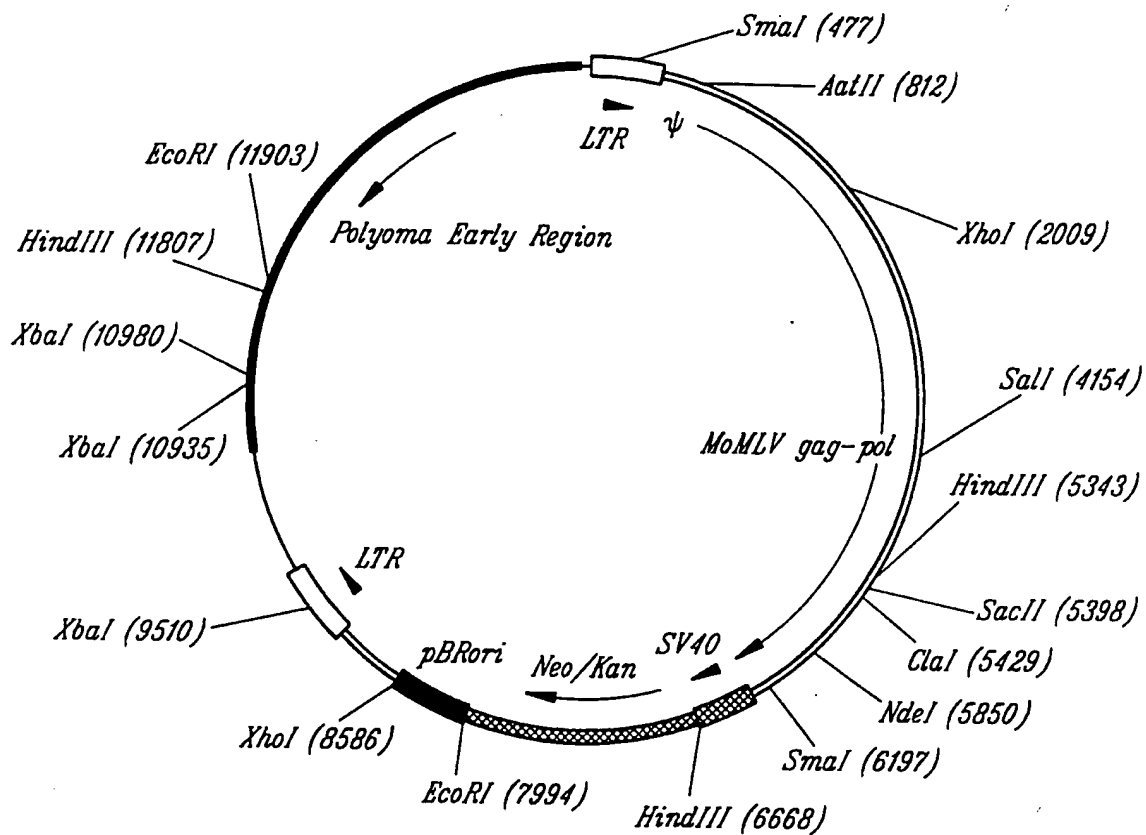 SmaI (477)
AatII (812)
LTR
ψ
EcoRI (11903)
XhoI (2009)
HindIII (11807)
Polyoma Early Region
XbaI (10980)
SalI (4154)
XbaI (10935)
MoMLV gag-pol
HindIII (5343)
LTR
SacII (5398)
XbaI (9510)
pBRori
Neo/Kan
SV40
ClaI (5429)
NdeI (5850)
XhoI (8586)
SmaI (6197)
EcoRI (7994)
HindIII (6668)